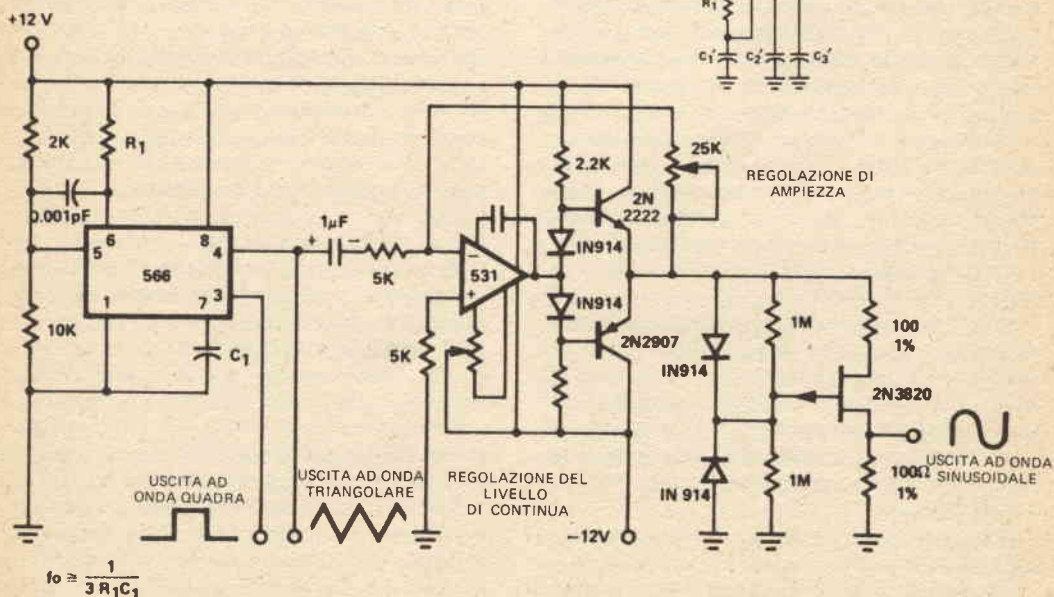 R1
C1' C2' C3'
+12 V
2K
R1
0.001pF
6
8
5
4
566
3
1
7
10K
C1
1µF
+ −
5K
−
531
+
5K
2.2K
2N
2222
IN914
IN914
2N2907
25K
REGOLAZIONE DI
AMPIEZZA
IN914
IN 914
1M
1M
100
1%
2N3820
100Ω
1%
USCITA AD ONDA
SINUSOIDALE
USCITA AD
ONDA QUADRA
USCITA AD ONDA
TRIANGOLARE
REGOLAZIONE DEL
LIVELLO
DI CONTINUA
−12V
fo ≅ 1 / 3 R1C1